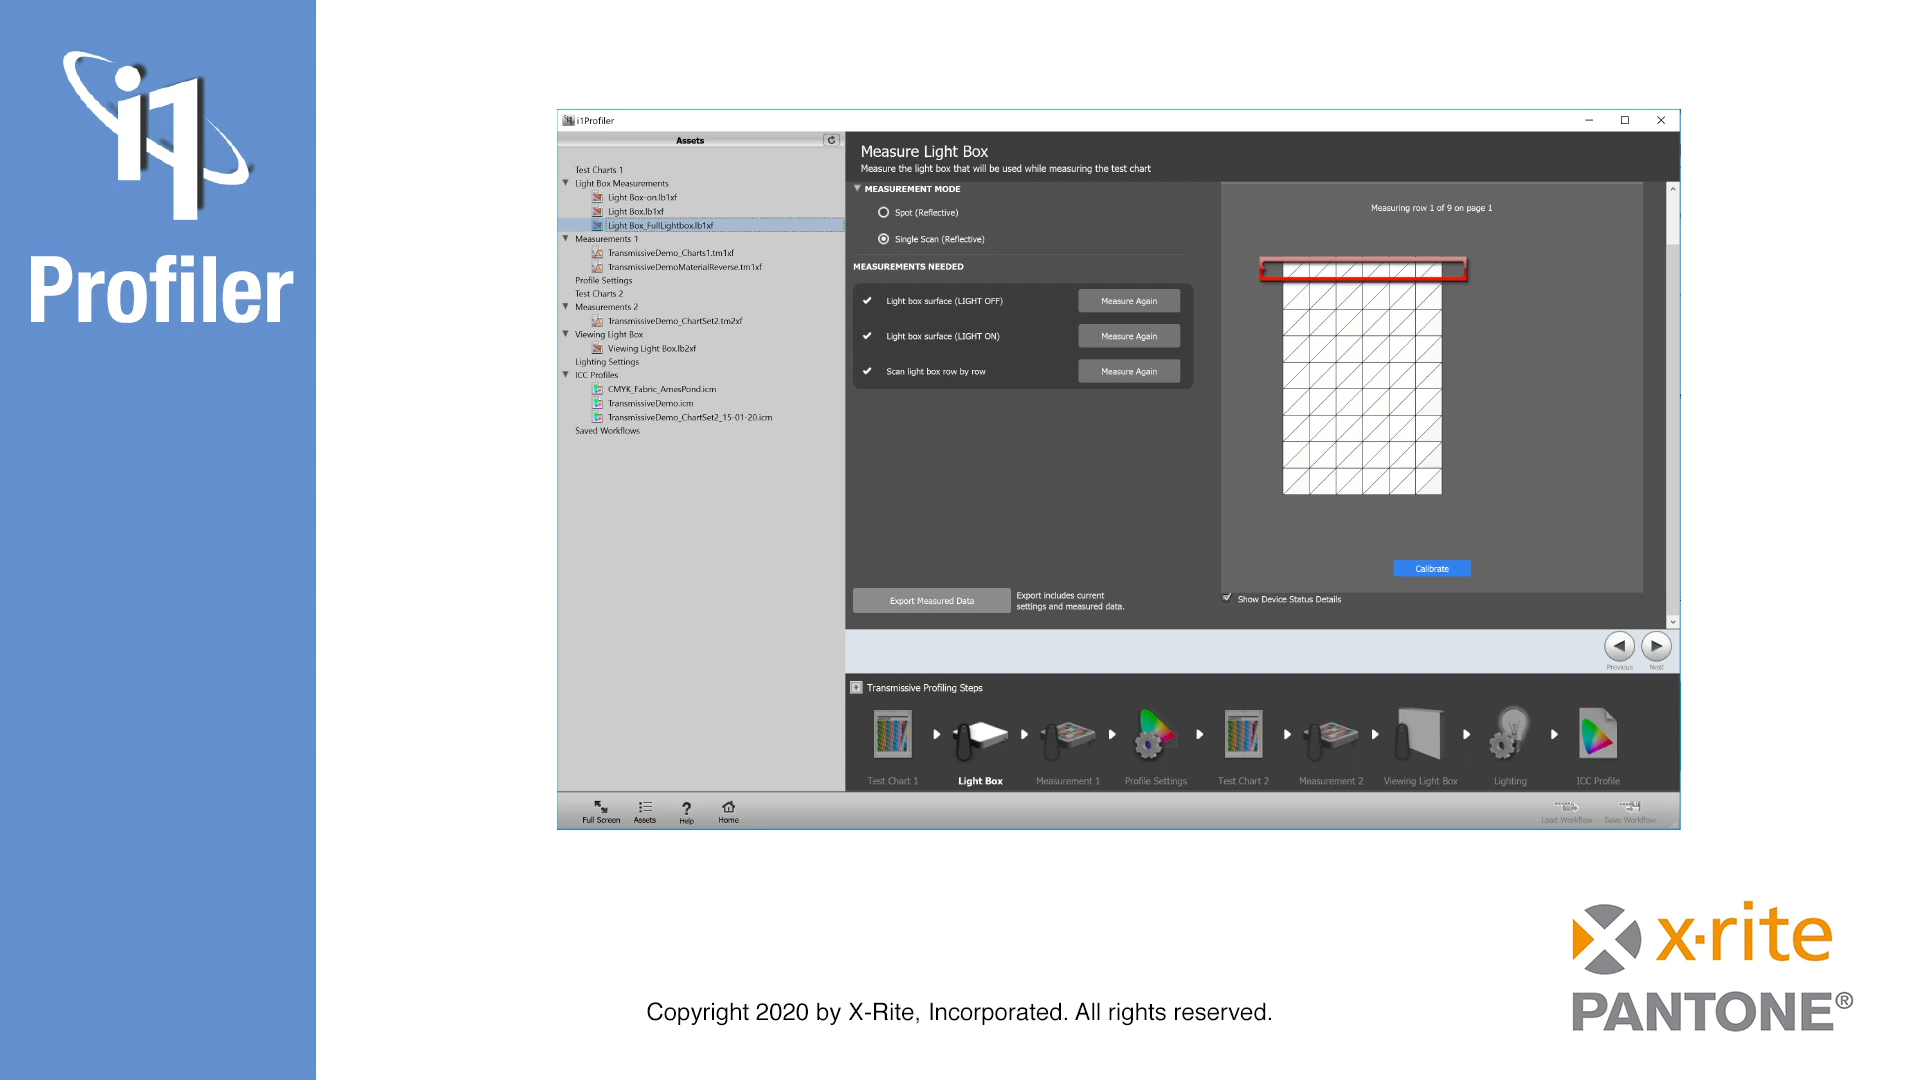 i1
Profiler
i1Profiler
Assets
Test Charts 1
Light Box Measurements
Light Box-on.lb1xf
Light Box.lb1xf
Light Box_FullLightbox.lb1xf
Measurements 1
TransmissiveDemo_Charts1.tm1xf
TransmissiveDemoMaterialReverse.tm1xf
Profile Settings
Test Charts 2
Measurements 2
TransmissiveDemo_ChartSet2.tm2xf
Viewing Light Box
Viewing Light Box.lb2xf
Lighting Settings
ICC Profiles
CMYK_Fabric_AmesPond.icm
TransmissiveDemo.icm
TransmissiveDemo_ChartSet2_15-01-20.icm
Saved Workflows
Measure Light Box
Measure the light box that will be used while measuring the test chart
MEASUREMENT MODE
Spot (Reflective)
Single Scan (Reflective)
MEASUREMENTS NEEDED
Light box surface (LIGHT OFF) Measure Again
Light box surface (LIGHT ON) Measure Again
Scan light box row by row Measure Again
Export Measured Data
Export includes current
settings and measured data.
Measuring row 1 of 9 on page 1
Calibrate
Show Device Status Details
Previous Next
Transmissive Profiling Steps
Test Chart 1 Light Box Measurement 1 Profile Settings Test Chart 2 Measurement 2 Viewing Light Box Lighting ICC Profile
Full Screen Assets Help Home Load Workflow Save Workflow
x·rite
PANTONE®
Copyright 2020 by X-Rite, Incorporated. All rights reserved.